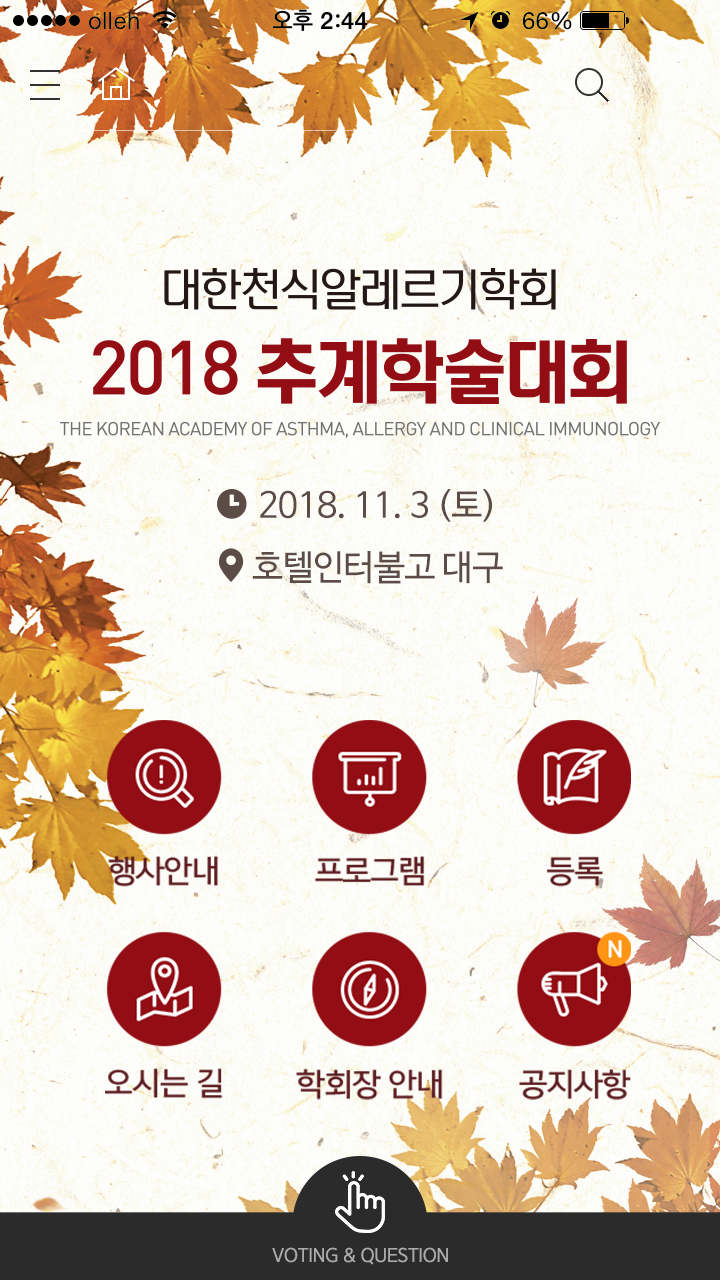 olleh 오후 2:44 66%
대한천식알레르기학회
2018 추계학술대회
THE KOREAN ACADEMY OF ASTHMA, ALLERGY AND CLINICAL IMMUNOLOGY
2018. 11. 3 (토)
호텔인터불고 대구
행사안내 프로그램 등록
N
오시는 길 학회장 안내 공지사항
VOTING & QUESTION